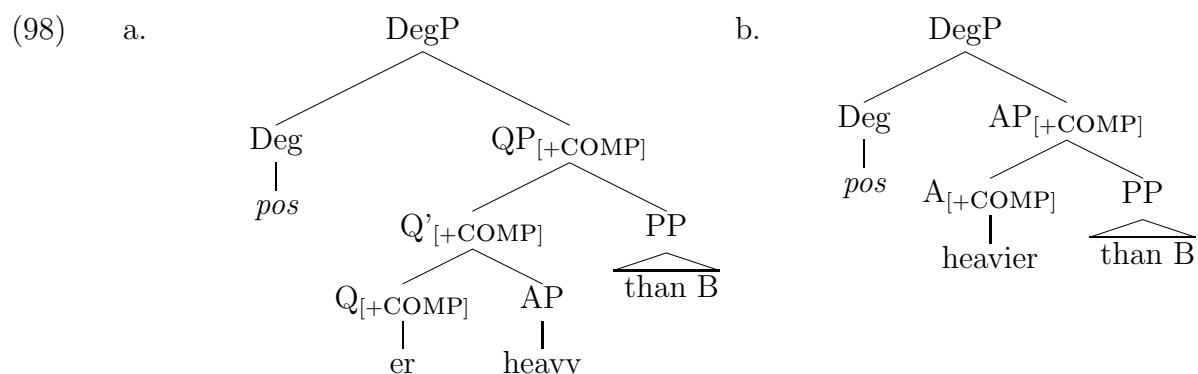 (98) a. DegP b. DegP
Deg QP[+COMP] Deg AP[+COMP]
pos Q’[+COMP] PP pos A[+COMP] PP
Q[+COMP] AP than B heavier than B
er heavv